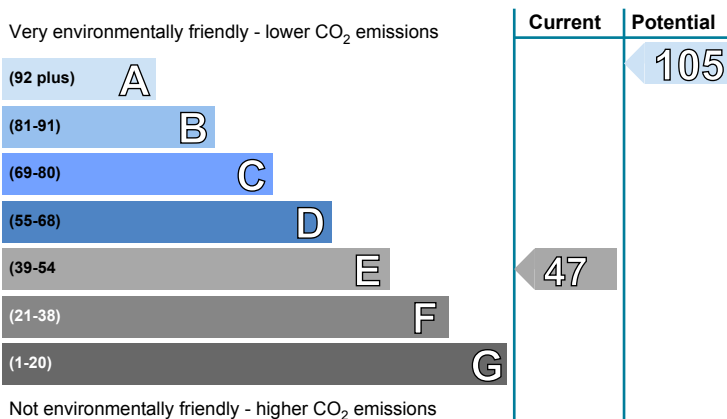 Very environmentally friendly - lower CO2 emissions
Current
Potential
(92 plus) A
105
(81-91) B
(69-80) C
(55-68) D
(39-54 E
47
(21-38) F
(1-20) G
Not environmentally friendly - higher CO2 emissions